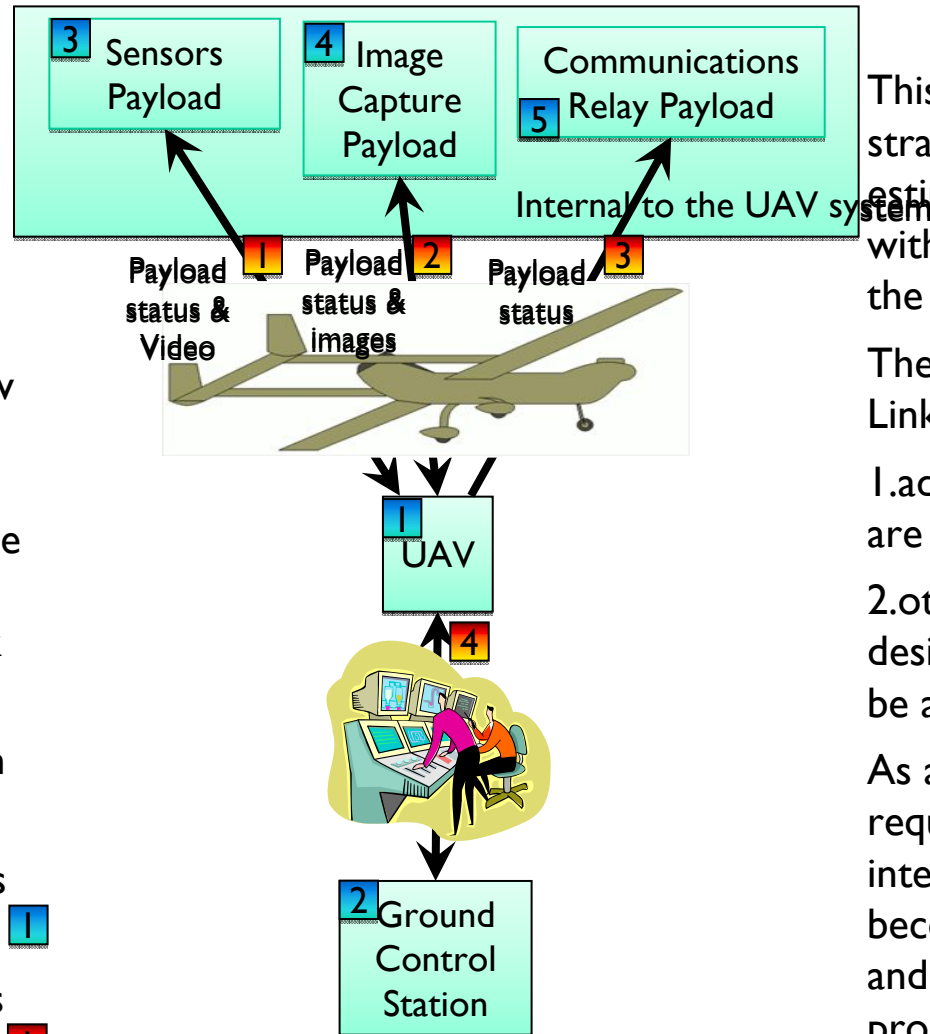 3
Sensors
Payload
4
Image
Capture
Payload
Communications
5 Relay Payload
Internal to the UAV system
1
Payload
status &
Video
2
Payload
status &
images
3
Payload
status
1
UAV
4
2
Ground
Control
Station
1
This
stra
with
the
The
Link
1.ac
are
2.ot
desi
be a
As a
requ
inte
beco
and